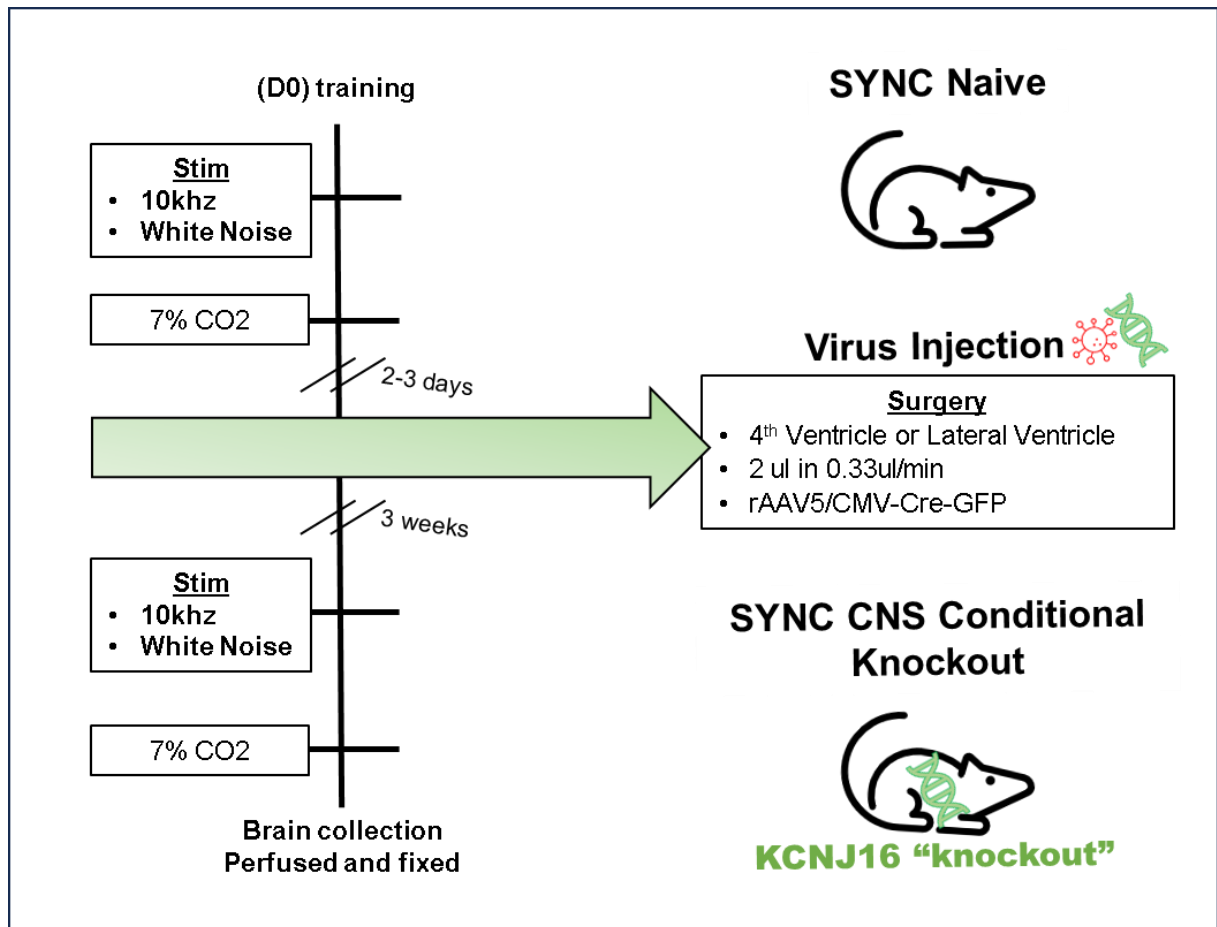 (D0) training
SYNC Naive
Stim
• 10khz
• White Noise
7% CO2
2-3 days
Virus Injection
Surgery
• 4th Ventricle or Lateral Ventricle
• 2 ul in 0.33ul/min
• rAAV5/CMV-Cre-GFP
3 weeks
Stim
• 10khz
• White Noise
SYNC CNS Conditional
Knockout
7% CO2
Brain collection
Perfused and fixed
KCNJ16 “knockout”